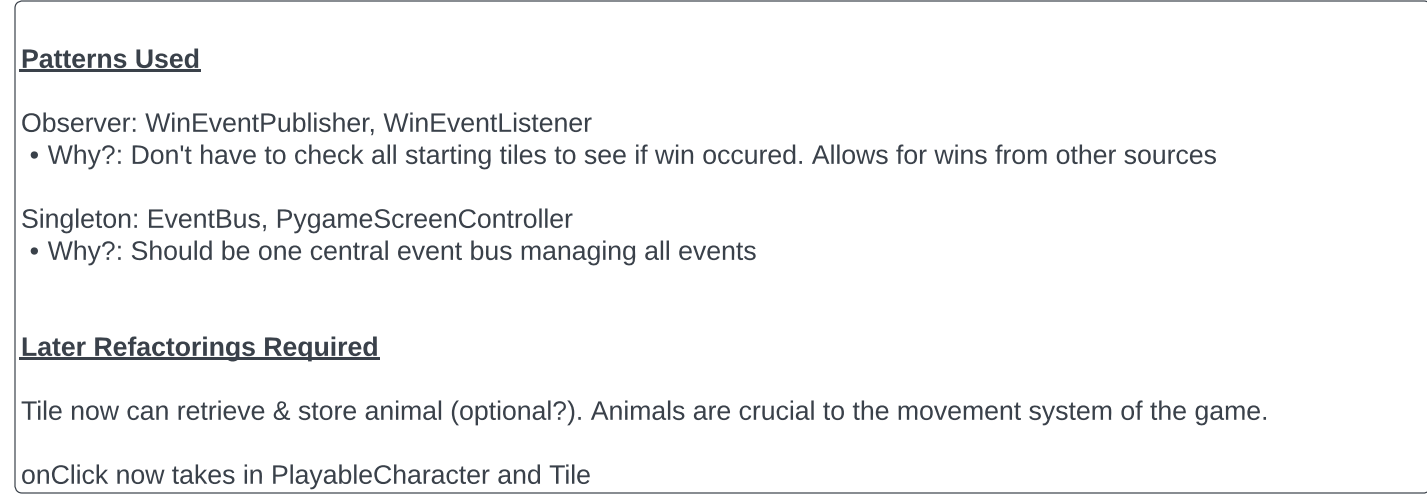 Patterns Used
Observer: WinEventPublisher, WinEventListener
• Why?: Don't have to check all starting tiles to see if win occured. Allows for wins from other sources
Singleton: EventBus, PygameScreenController
• Why?: Should be one central event bus managing all events
Later Refactorings Required
Tile now can retrieve & store animal (optional?). Animals are crucial to the movement system of the game.
onClick now takes in PlayableCharacter and Tile